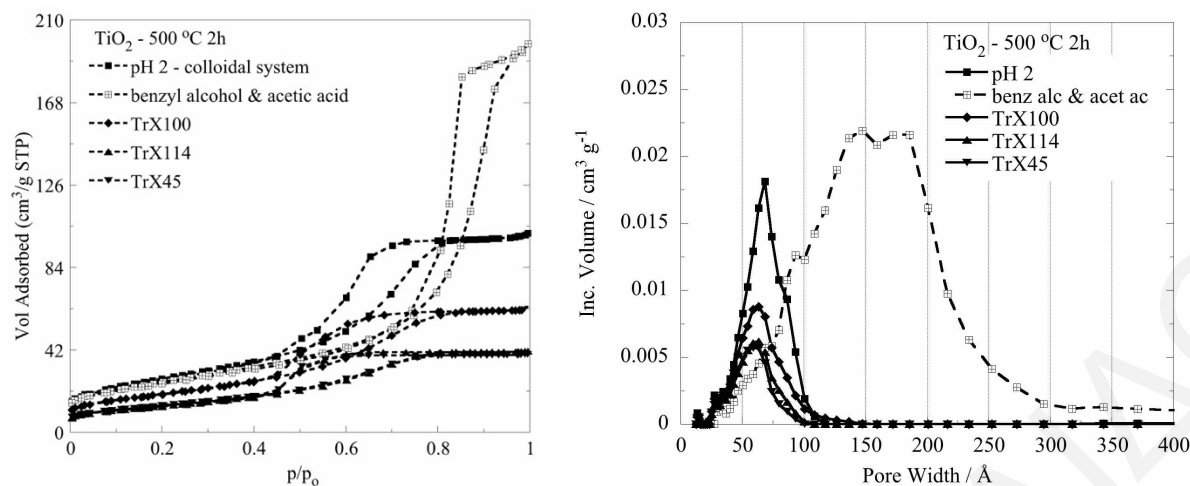 210
168
126
84
42
0
Vol Adsorbed (cm³/g STP)
TiO₂ - 500 °C 2h
pH 2 - colloidal system
benzyl alcohol & acetic acid
TrX100
TrX114
TrX45
0 0.2 0.4 0.6 0.8 1
p/pₒ
0.03
0.025
0.02
0.015
0.01
0.005
0
Inc. Volume / cm³ g⁻¹
TiO₂ - 500 °C 2h
pH 2
benz alc & acet ac
TrX100
TrX114
TrX45
0 50 100 150 200 250 300 350 400
Pore Width / Å